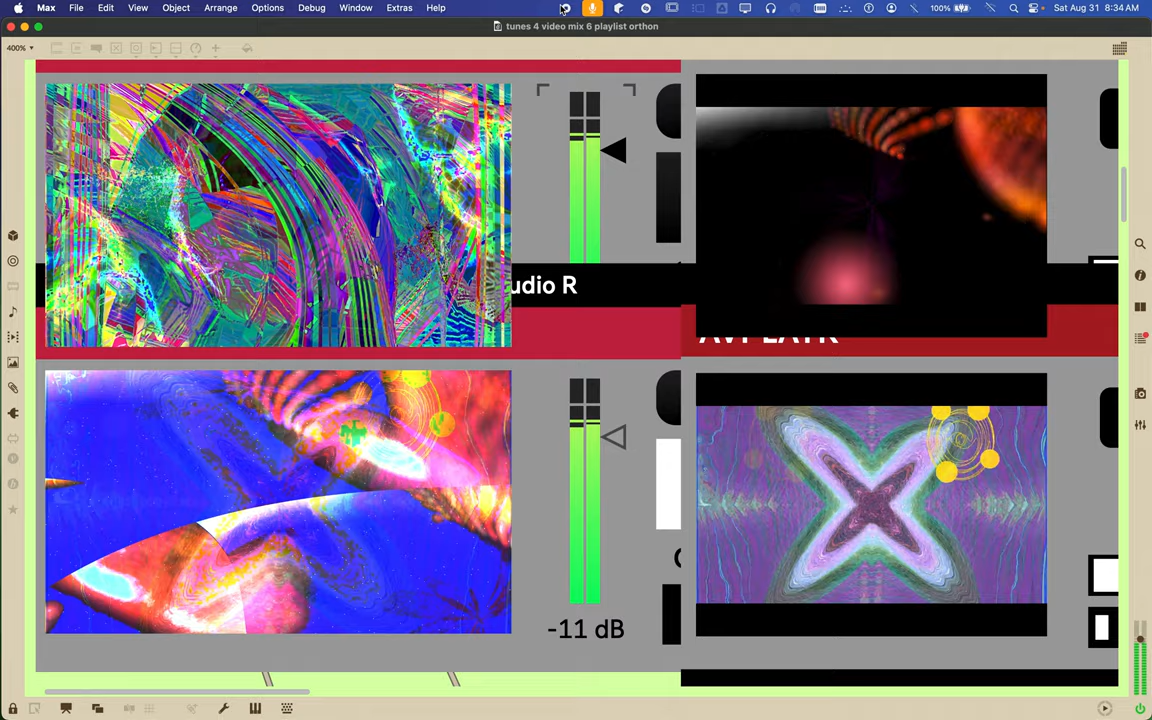 Max File Edit View Object Arrange Options Debug Window Extras Help 100% Sat Aug 31 8:34 AM
tunes 4 video mix 6 playlist orthon
400%
udio R
-11 dB